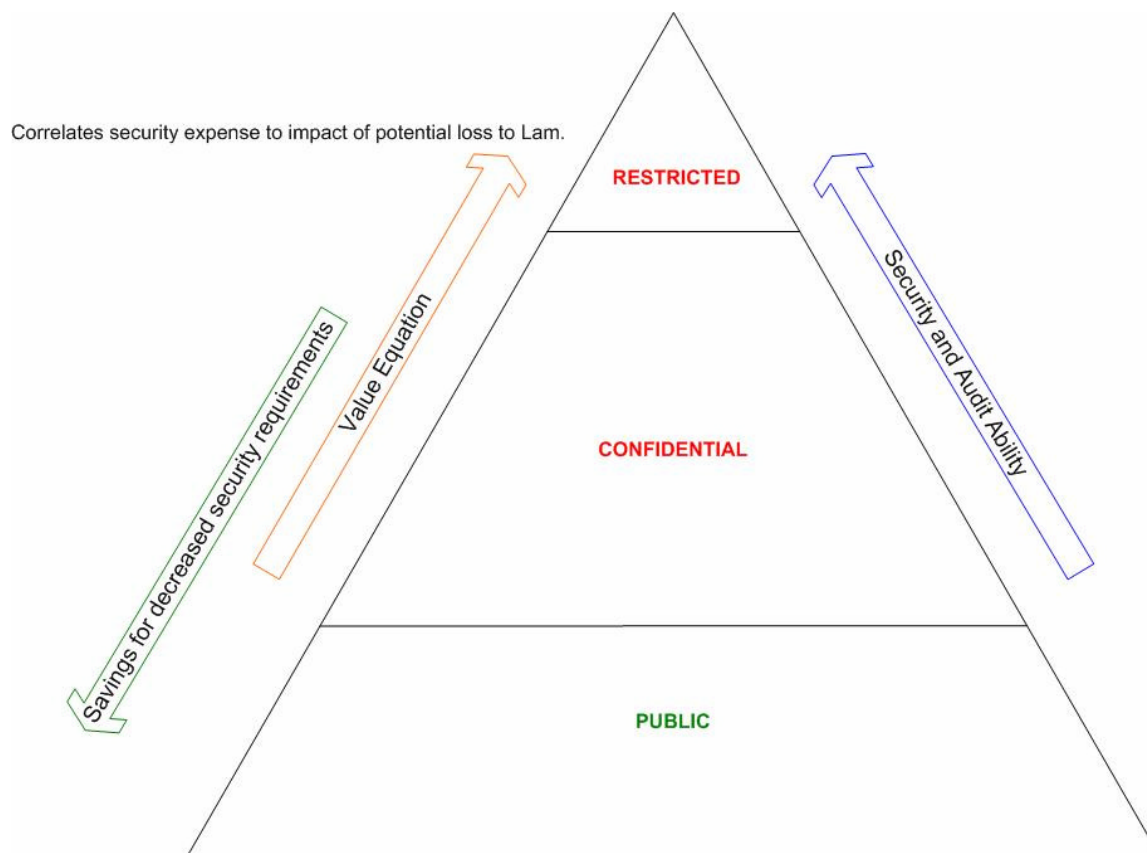 Correlates security expense to impact of potential loss to Lam.
RESTRICTED
Value Equation
Security and Audit Ability
Savings for decreased security requirements
CONFIDENTIAL
PUBLIC